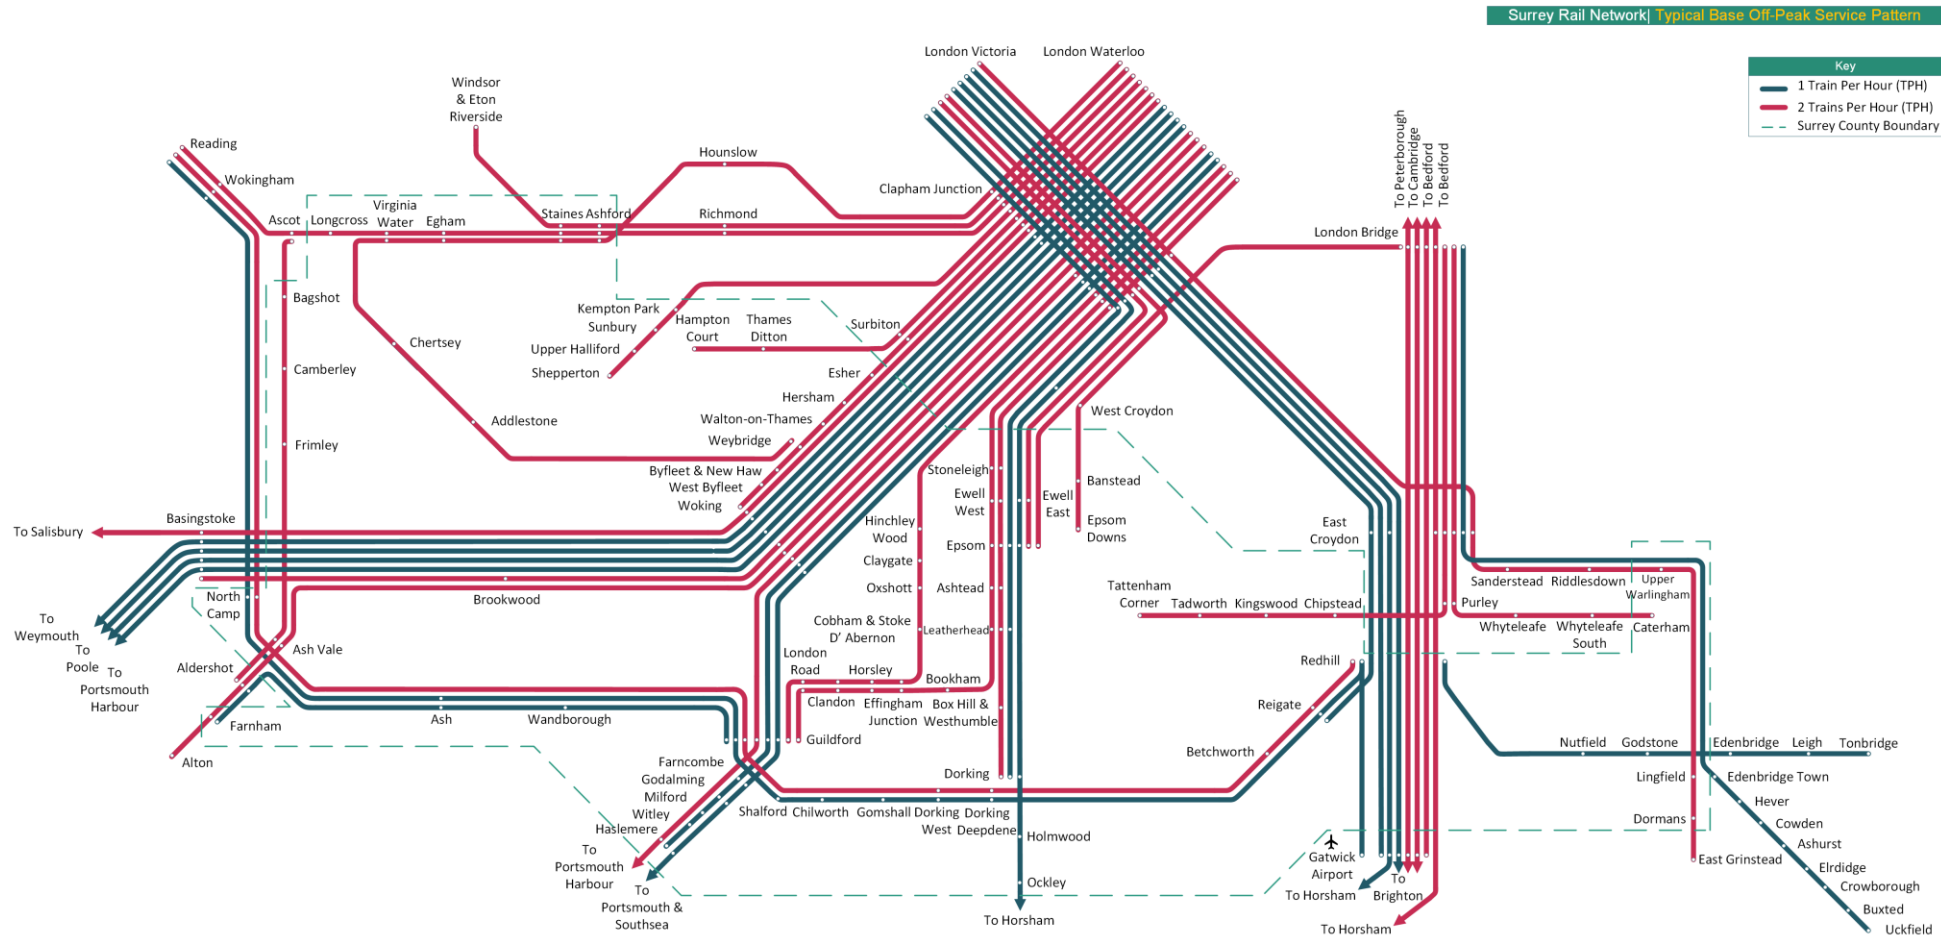 Surrey Rail Network| Typical Base Off-Peak Service Pattern
Key
1 Train Per Hour (TPH)
2 Trains Per Hour (TPH)
Surrey County Boundary
London Victoria
London Waterloo
Windsor
& Eton
Riverside
Reading
Wokingham
Hounslow
Clapham Junction
Ascot
Longcross
Virginia
Water
Egham
Staines
Ashford
Richmond
To Peterborough
To Cambridge
To Bedford
To Bedford
London Bridge
Bagshot
Kempton Park
Sunbury
Upper Halliford
Shepperton
Hampton
Court
Thames
Ditton
Surbiton
Chertsey
Camberley
Esher
Hersham
Walton-on-Thames
Weybridge
Addlestone
Frimley
Byfleet & New Haw
West Byfleet
Woking
West Croydon
Stoneleigh
Banstead
Ewell
West
Ewell
East
Epsom
Downs
Hinchley
Wood
Epsom
Claygate
Oxshott
Ashtead
East
Croydon
To Salisbury
Basingstoke
North
Camp
Brookwood
To
Weymouth
To
Poole
To
Portsmouth
Harbour
Tattenham
Corner
Tadworth
Kingswood
Chipstead
Purley
Sanderstead
Riddlesdown
Upper
Warlingham
Whyteleafe
Whyteleafe
South
Caterham
Cobham & Stoke
D’ Abernon
Leatherhead
Ash Vale
Aldershot
London
Road
Horsley
Bookham
Clandon
Effingham
Junction
Box Hill &
Westhumble
Redhill
Reigate
Betchworth
Ash
Wandborough
Guildford
Farnham
Alton
Farncombe
Godalming
Milford
Witley
Haslemere
To
Portsmouth
Harbour
To
Portsmouth &
Southsea
Dorking
Shalford
Chilworth
Gomshall
Dorking
West
Dorking
Deepdene
Holmwood
Ockley
To Horsham
Gatwick
Airport
To Horsham
To
Brighton
To Horsham
Nutfield
Godstone
Edenbridge
Leigh
Tonbridge
Lingfield
Edenbridge Town
Hever
Dormans
Cowden
Ashurst
East Grinstead
Elrdidge
Crowborough
Buxted
Uckfield